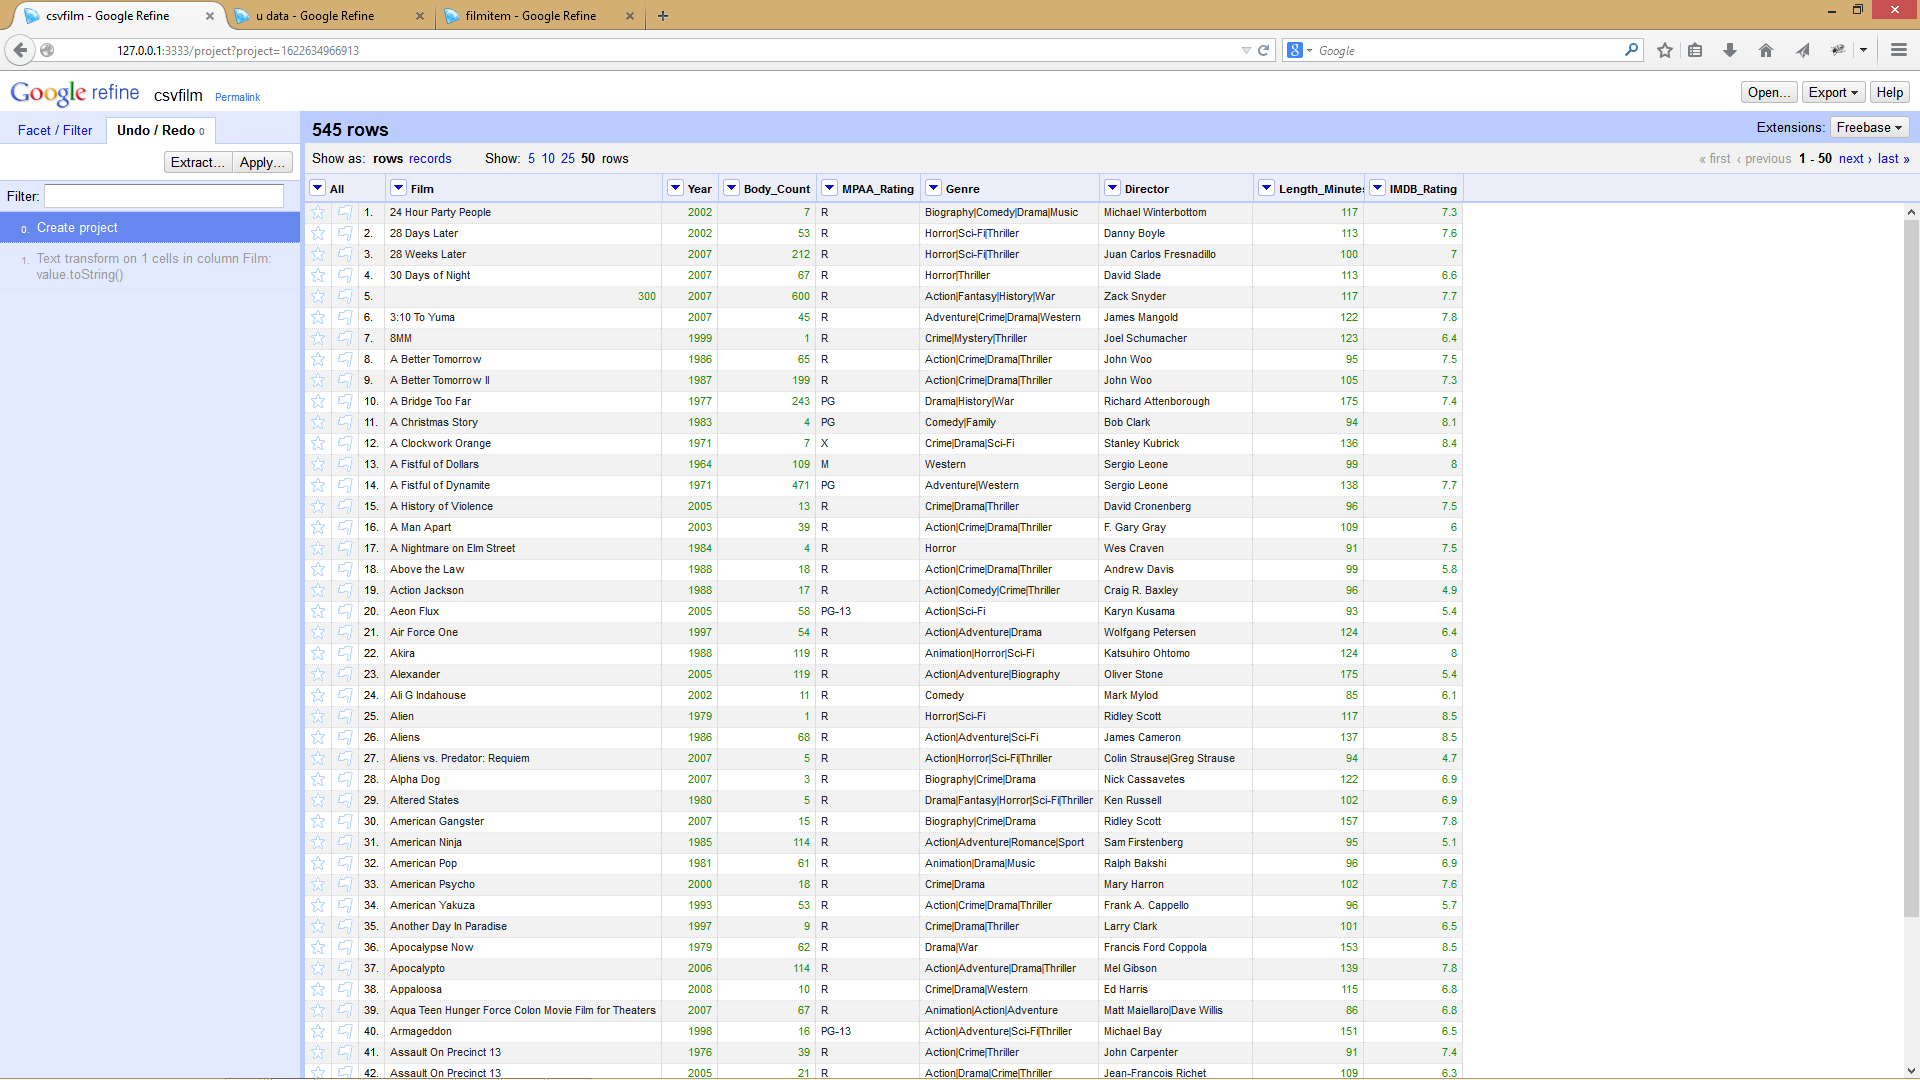 csvfilm - Google Refine
u data - Google Refine
filmitem - Google Refine
127.0.0.1:3333/project?project=1622634966913
Google
Google refine csvfilm Permalink
Open... Export Help
Facet / Filter Undo / Redo 0
545 rows
Extensions: Freebase
Extract... Apply...
Show as: rows records Show: 5 10 25 50 rows
« first ‹ previous 1 - 50 next › last »
Filter:
0. Create project
1. Text transform on 1 cells in column Film: value.toString()
All Film Year Body_Count MPAA_Rating Genre Director Length_Minutes IMDB_Rating
1. 24 Hour Party People 2002 7 R Biography|Comedy|Drama|Music Michael Winterbottom 117 7.3
2. 28 Days Later 2002 53 R Horror|Sci-Fi|Thriller Danny Boyle 113 7.6
3. 28 Weeks Later 2007 212 R Horror|Sci-Fi|Thriller Juan Carlos Fresnadillo 100 7
4. 30 Days of Night 2007 67 R Horror|Thriller David Slade 113 6.6
5. 300 2007 600 R Action|Fantasy|History|War Zack Snyder 117 7.7
6. 3:10 To Yuma 2007 45 R Adventure|Crime|Drama|Western James Mangold 122 7.8
7. 8MM 1999 1 R Crime|Mystery|Thriller Joel Schumacher 123 6.4
8. A Better Tomorrow 1986 65 R Action|Crime|Drama|Thriller John Woo 95 7.5
9. A Better Tomorrow II 1987 199 R Action|Crime|Drama|Thriller John Woo 105 7.3
10. A Bridge Too Far 1977 243 PG Drama|History|War Richard Attenborough 175 7.4
11. A Christmas Story 1983 4 PG Comedy|Family Bob Clark 94 8.1
12. A Clockwork Orange 1971 7 X Crime|Drama|Sci-Fi Stanley Kubrick 136 8.4
13. A Fistful of Dollars 1964 109 M Western Sergio Leone 99 8
14. A Fistful of Dynamite 1971 471 PG Adventure|Western Sergio Leone 138 7.7
15. A History of Violence 2005 13 R Crime|Drama|Thriller David Cronenberg 96 7.5
16. A Man Apart 2003 39 R Action|Crime|Drama|Thriller F. Gary Gray 109 6
17. A Nightmare on Elm Street 1984 4 R Horror Wes Craven 91 7.5
18. Above the Law 1988 18 R Action|Crime|Drama|Thriller Andrew Davis 99 5.8
19. Action Jackson 1988 17 R Action|Comedy|Crime|Thriller Craig R. Baxley 96 4.9
20. Aeon Flux 2005 58 PG-13 Action|Sci-Fi Karyn Kusama 93 5.4
21. Air Force One 1997 54 R Action|Adventure|Drama Wolfgang Petersen 124 6.4
22. Akira 1988 119 R Animation|Horror|Sci-Fi Katsuhiro Ohtomo 124 8
23. Alexander 2005 119 R Action|Adventure|Biography Oliver Stone 175 5.4
24. Ali G Indahouse 2002 11 R Comedy Mark Mylod 85 6.1
25. Alien 1979 1 R Horror|Sci-Fi Ridley Scott 117 8.5
26. Aliens 1986 68 R Action|Adventure|Sci-Fi James Cameron 137 8.5
27. Aliens vs. Predator: Requiem 2007 5 R Action|Horror|Sci-Fi|Thriller Colin Strause|Greg Strause 94 4.7
28. Alpha Dog 2007 3 R Biography|Crime|Drama Nick Cassavetes 122 6.9
29. Altered States 1980 5 R Drama|Fantasy|Horror|Sci-Fi|Thriller Ken Russell 102 6.9
30. American Gangster 2007 15 R Biography|Crime|Drama Ridley Scott 157 7.8
31. American Ninja 1985 114 R Action|Adventure|Romance|Sport Sam Firstenberg 95 5.1
32. American Pop 1981 61 R Animation|Drama|Music Ralph Bakshi 96 6.9
33. American Psycho 2000 18 R Crime|Drama Mary Harron 102 7.6
34. American Yakuza 1993 53 R Action|Crime|Drama|Thriller Frank A. Cappello 96 5.7
35. Another Day In Paradise 1997 9 R Crime|Drama|Thriller Larry Clark 101 6.5
36. Apocalypse Now 1979 62 R Drama|War Francis Ford Coppola 153 8.5
37. Apocalypto 2006 114 R Action|Adventure|Drama|Thriller Mel Gibson 139 7.8
38. Appaloosa 2008 10 R Crime|Drama|Western Ed Harris 115 6.8
39. Aqua Teen Hunger Force Colon Movie Film for Theaters 2007 67 R Animation|Action|Adventure Matt Maiellaro|Dave Willis 86 6.8
40. Armageddon 1998 16 PG-13 Action|Adventure|Sci-Fi|Thriller Michael Bay 151 6.5
41. Assault On Precinct 13 1976 39 R Action|Crime|Thriller John Carpenter 91 7.4
42. Assault On Precinct 13 2005 21 R Action|Drama|Crime|Thriller Jean-Francois Richet 109 6.3